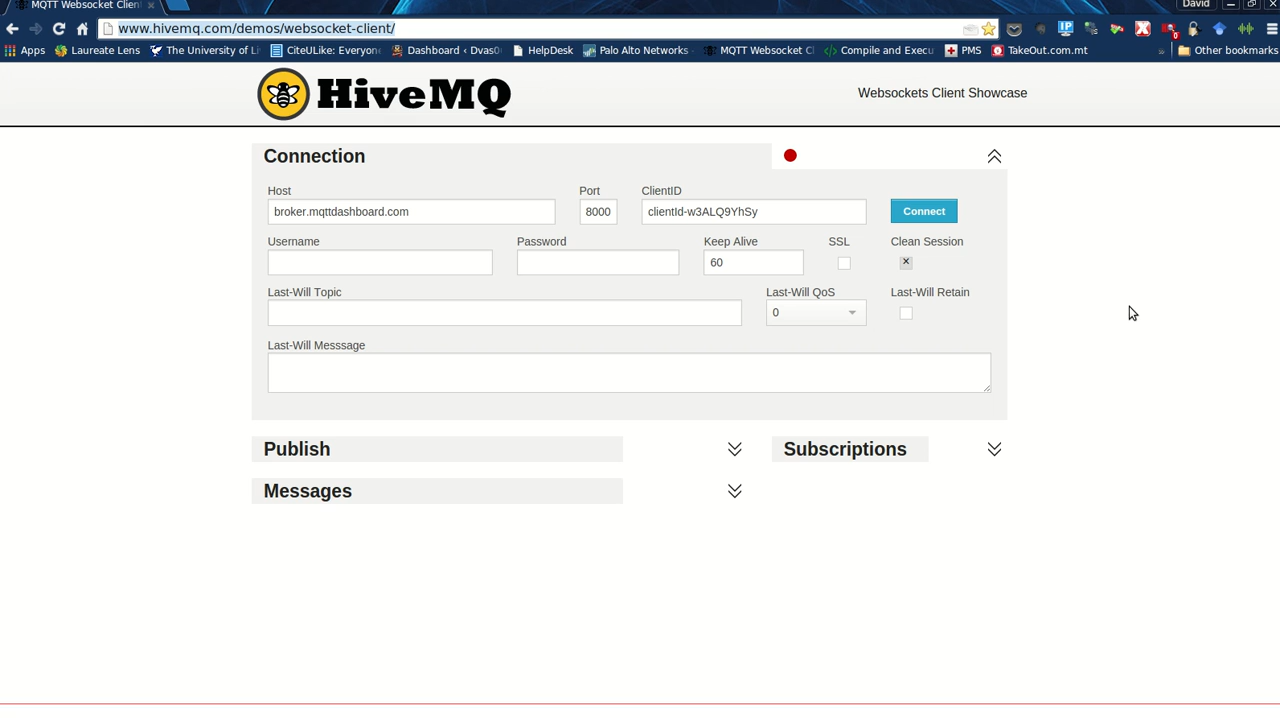 MQTT Websocket Clien
David
www.hivemq.com/demos/websocket-client/
Apps Laureate Lens The University of Li CiteULike: Everyon Dashboard ‹ Dvas0 HelpDesk Palo Alto Networks - MQTT Websocket Cl Compile and Execu PMS TakeOut.com.mt » Other bookmarks
HiveMQ
Websockets Client Showcase
Connection
Host Port ClientID
broker.mqttdashboard.com 8000 clientId-w3ALQ9YhSy Connect
Username Password Keep Alive SSL Clean Session
60
Last-Will Topic Last-Will QoS Last-Will Retain
0
Last-Will Messsage
Publish Subscriptions
Messages